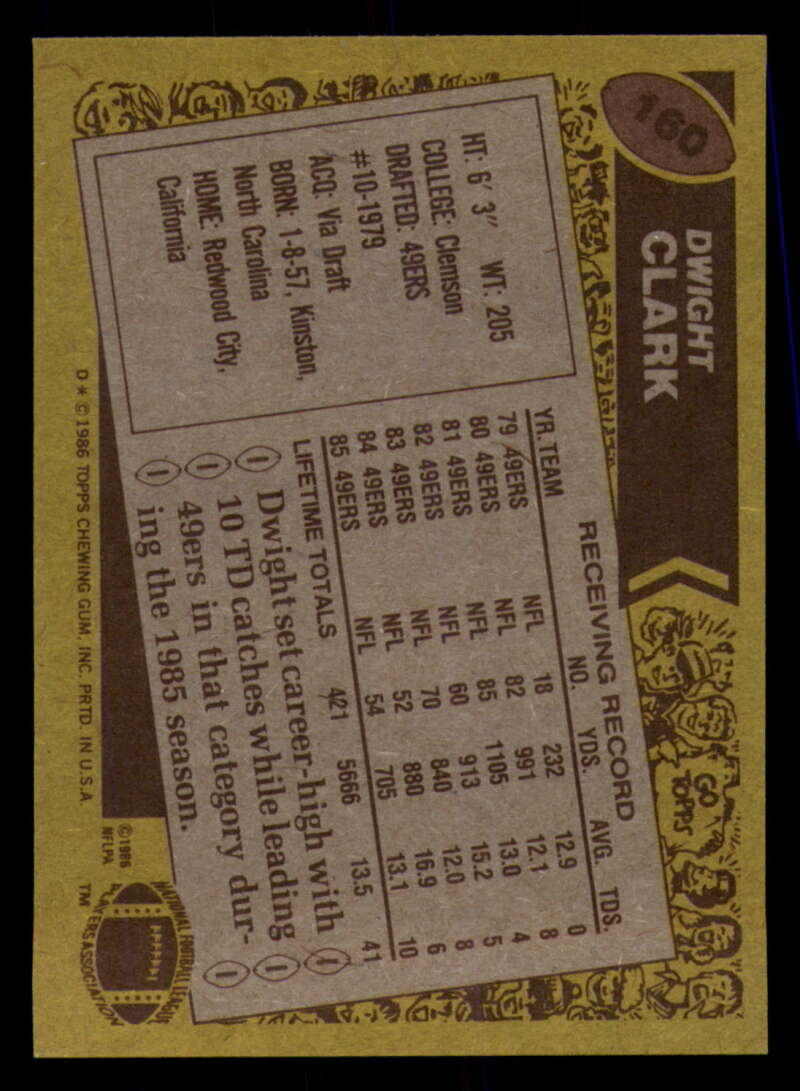 160
DWIGHT
CLARK
GO
TOPPS
HT: 6' 3" WT: 205
COLLEGE: Clemson
DRAFTED: 49ERS
#10-1979
ACQ: Via Draft
BORN: 1-8-57, Kinston,
North Carolina
HOME: Redwood City,
California
RECEIVING RECORD
YR. TEAM NO. YDS. AVG. TDS.
79 49ERS NFL 18 232 12.9 0
80 49ERS NFL 82 991 12.1 8
81 49ERS NFL 85 1105 13.0 4
82 49ERS NFL 60 913 15.2 5
83 49ERS NFL 70 840 12.0 8
84 49ERS NFL 52 880 16.9 6
85 49ERS NFL 54 705 13.1 10
LIFETIME TOTALS 421 5666 13.5 41
Dwight set career-high with
10 TD catches while leading
49ers in that category dur-
ing the 1985 season.
D * © 1986 TOPPS CHEWING GUM, INC. PRTD. IN U.S.A
© 1986
NFLPA
NATIONAL FOOTBALL LEAGUE
PLAYERS ASSOCIATION
TM